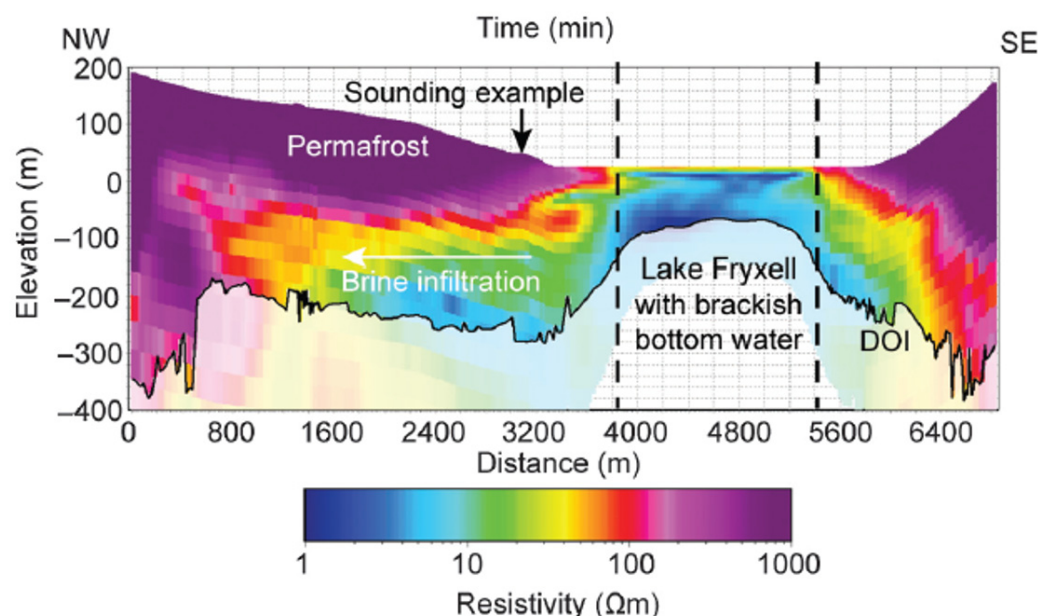 Time (min)
NW
SE
200
100
0
–100
–200
–300
–400
Elevation (m)
Sounding example
Permafrost
Brine infiltration
Lake Fryxell
with brackish
bottom water
DOI
0 800 1600 2400 3200 4000 4800 5600 6400
Distance (m)
1 10 100 1000
Resistivity (Ωm)